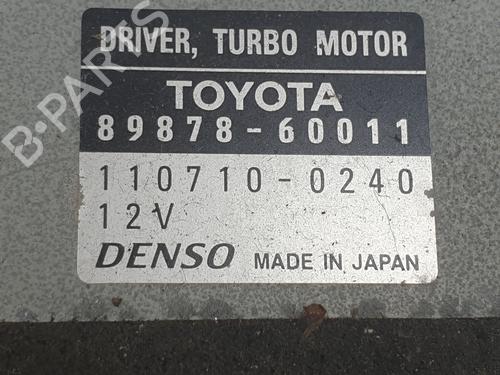 DRIVER, TURBO MOTOR
TOYOTA
89878-60011
110710-0240
12V
DENSO MADE IN JAPAN
B-PARTS